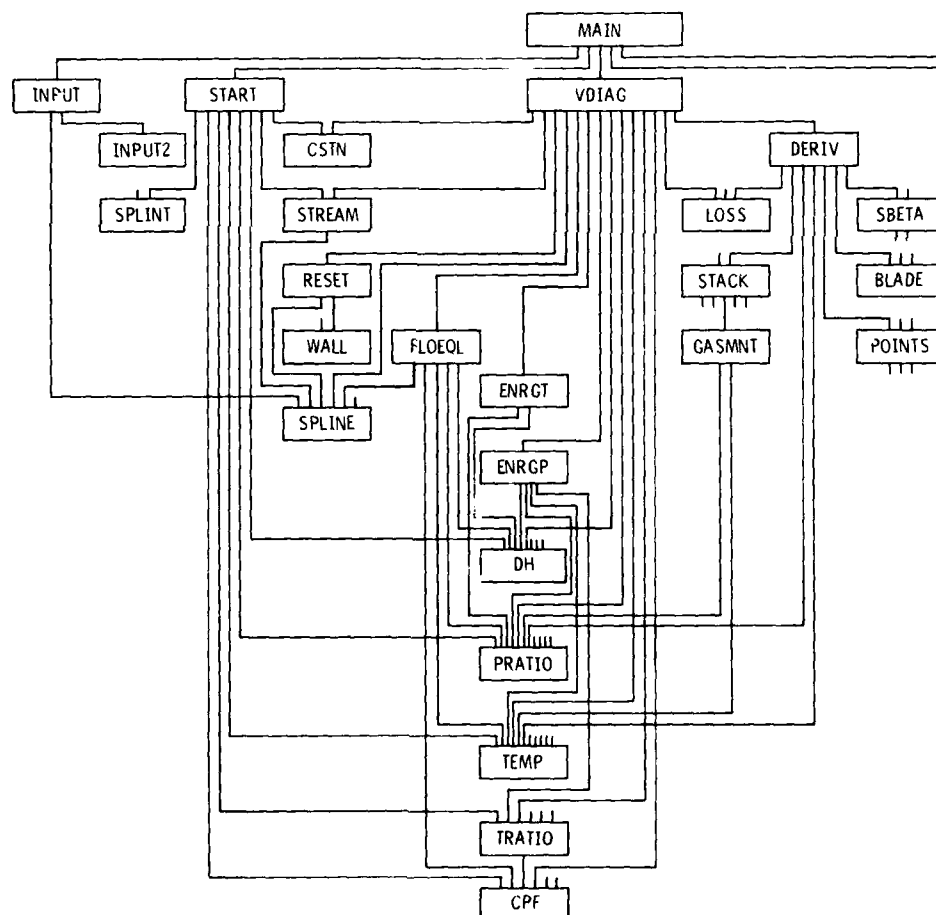 MAIN
INPUT
START
VDIAG
INPUT2
CSTN
DERIV
SPLINT
STREAM
LOSS
SBETA
RESET
STACK
BLADE
WALL
FLOEQL
GASMNT
POINTS
ENRGT
SPLINE
ENRGP
DH
PRATIO
TEMP
TRATIO
CPF